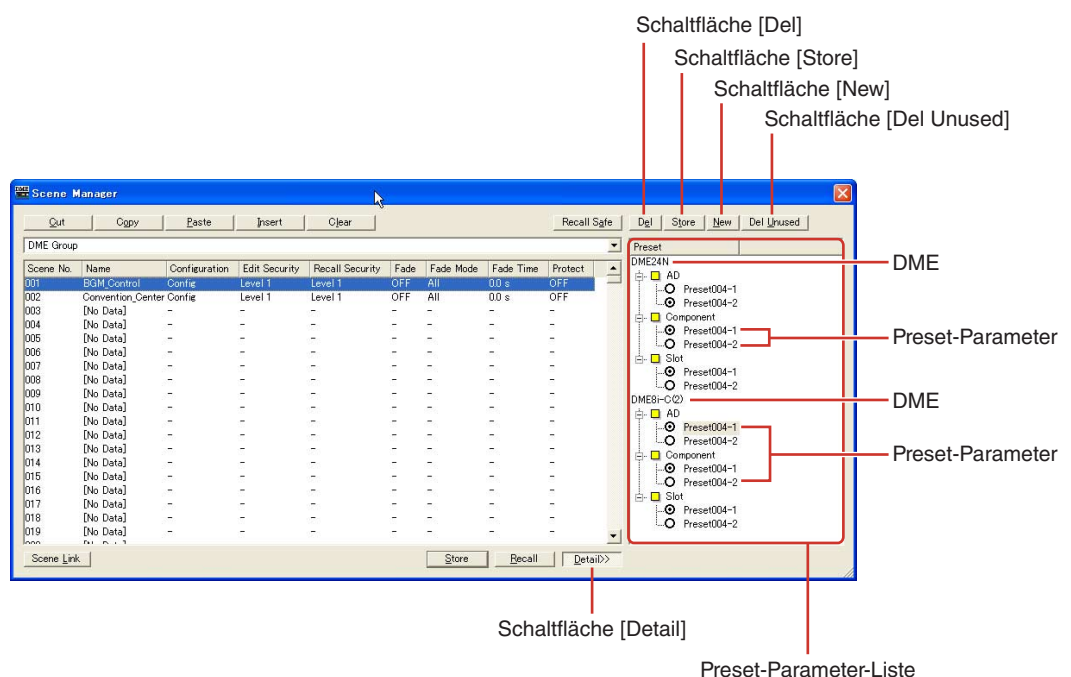 Schaltfläche [Del]
Schaltfläche [Store]
Schaltfläche [New]
Schaltfläche [Del Unused]
Scene Manager
Cut Copy Paste Insert Clear Recall Safe Del Store New Del Unused
DME Group
Scene No. Name Configuration Edit Security Recall Security Fade Fade Mode Fade Time Protect
001 BGM_Control Config Level 1 Level 1 OFF All 0.0 s OFF
002 Convention_Center Config Level 1 Level 1 OFF All 0.0 s OFF
003 [No Data] - - - - - - -
004 [No Data] - - - - - - -
005 [No Data] - - - - - - -
006 [No Data] - - - - - - -
007 [No Data] - - - - - - -
008 [No Data] - - - - - - -
009 [No Data] - - - - - - -
010 [No Data] - - - - - - -
011 [No Data] - - - - - - -
012 [No Data] - - - - - - -
013 [No Data] - - - - - - -
014 [No Data] - - - - - - -
015 [No Data] - - - - - - -
016 [No Data] - - - - - - -
017 [No Data] - - - - - - -
018 [No Data] - - - - - - -
019 [No Data] - - - - - - -
Preset
DME24N
AD
Preset004-1
Preset004-2
Component
Preset004-1
Preset004-2
Slot
Preset004-1
Preset004-2
DME8i-C(2)
AD
Preset004-1
Preset004-2
Component
Preset004-1
Preset004-2
Slot
Preset004-1
Preset004-2
DME
Preset-Parameter
DME
Preset-Parameter
Scene Link Store Recall Detail>>
Schaltfläche [Detail]
Preset-Parameter-Liste